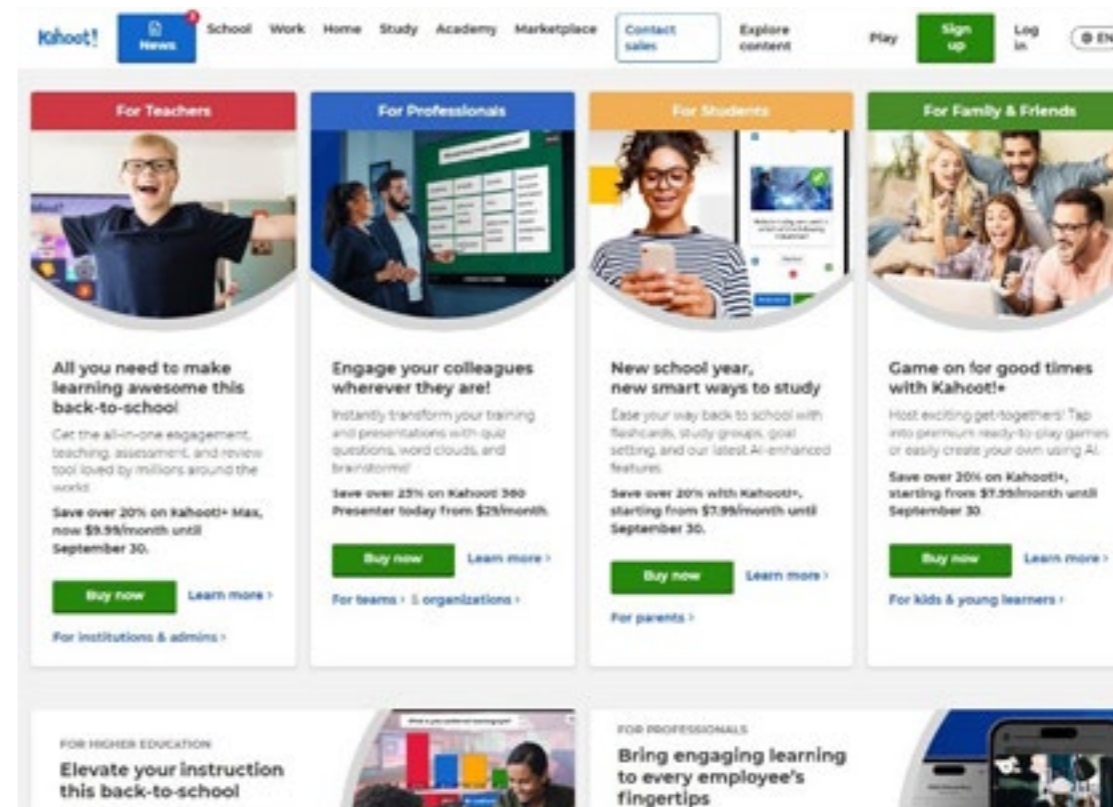 Kahoot!
News
School
Work
Home
Study
Academy
Marketplace
Contact
sales
Explore
content
Play
Sign
up
Log
in
EN
For Teachers
All you need to make
learning awesome this
back-to-school
Get the all-in-one engagement,
teaching, assessment, and review
tool loved by millions around the
world!
Save over 20% on Kahoot!+ Max,
now $9.99/month until
September 30.
Buy now
Learn more >
For institutions & admins >
For Professionals
Engage your colleagues
wherever they are!
Instantly transform your training
and presentations with quiz
questions, word clouds, and
brainstorms!
Save over 25% on Kahoot! 360
Presenter today from $29/month.
Buy now
Learn more >
For teams > & organizations >
For Students
New school year,
new smart ways to study
Ease your way back to school with
flashcards, study groups, goal
setting, and our latest AI-enhanced
features.
Save over 20% with Kahoot!+,
starting from $7.99/month until
September 30.
Buy now
Learn more >
For parents >
For Family & Friends
Game on for good times
with Kahoot!+
Host exciting get-togethers! Tap
into premium ready-to-play games
or easily create your own using AI.
Save over 20% on Kahoot!+,
starting from $7.99/month until
September 30.
Buy now
Learn more >
For kids & young learners >
FOR HIGHER EDUCATION
Elevate your instruction
this back-to-school
FOR PROFESSIONALS
Bring engaging learning
to every employee's
fingertips